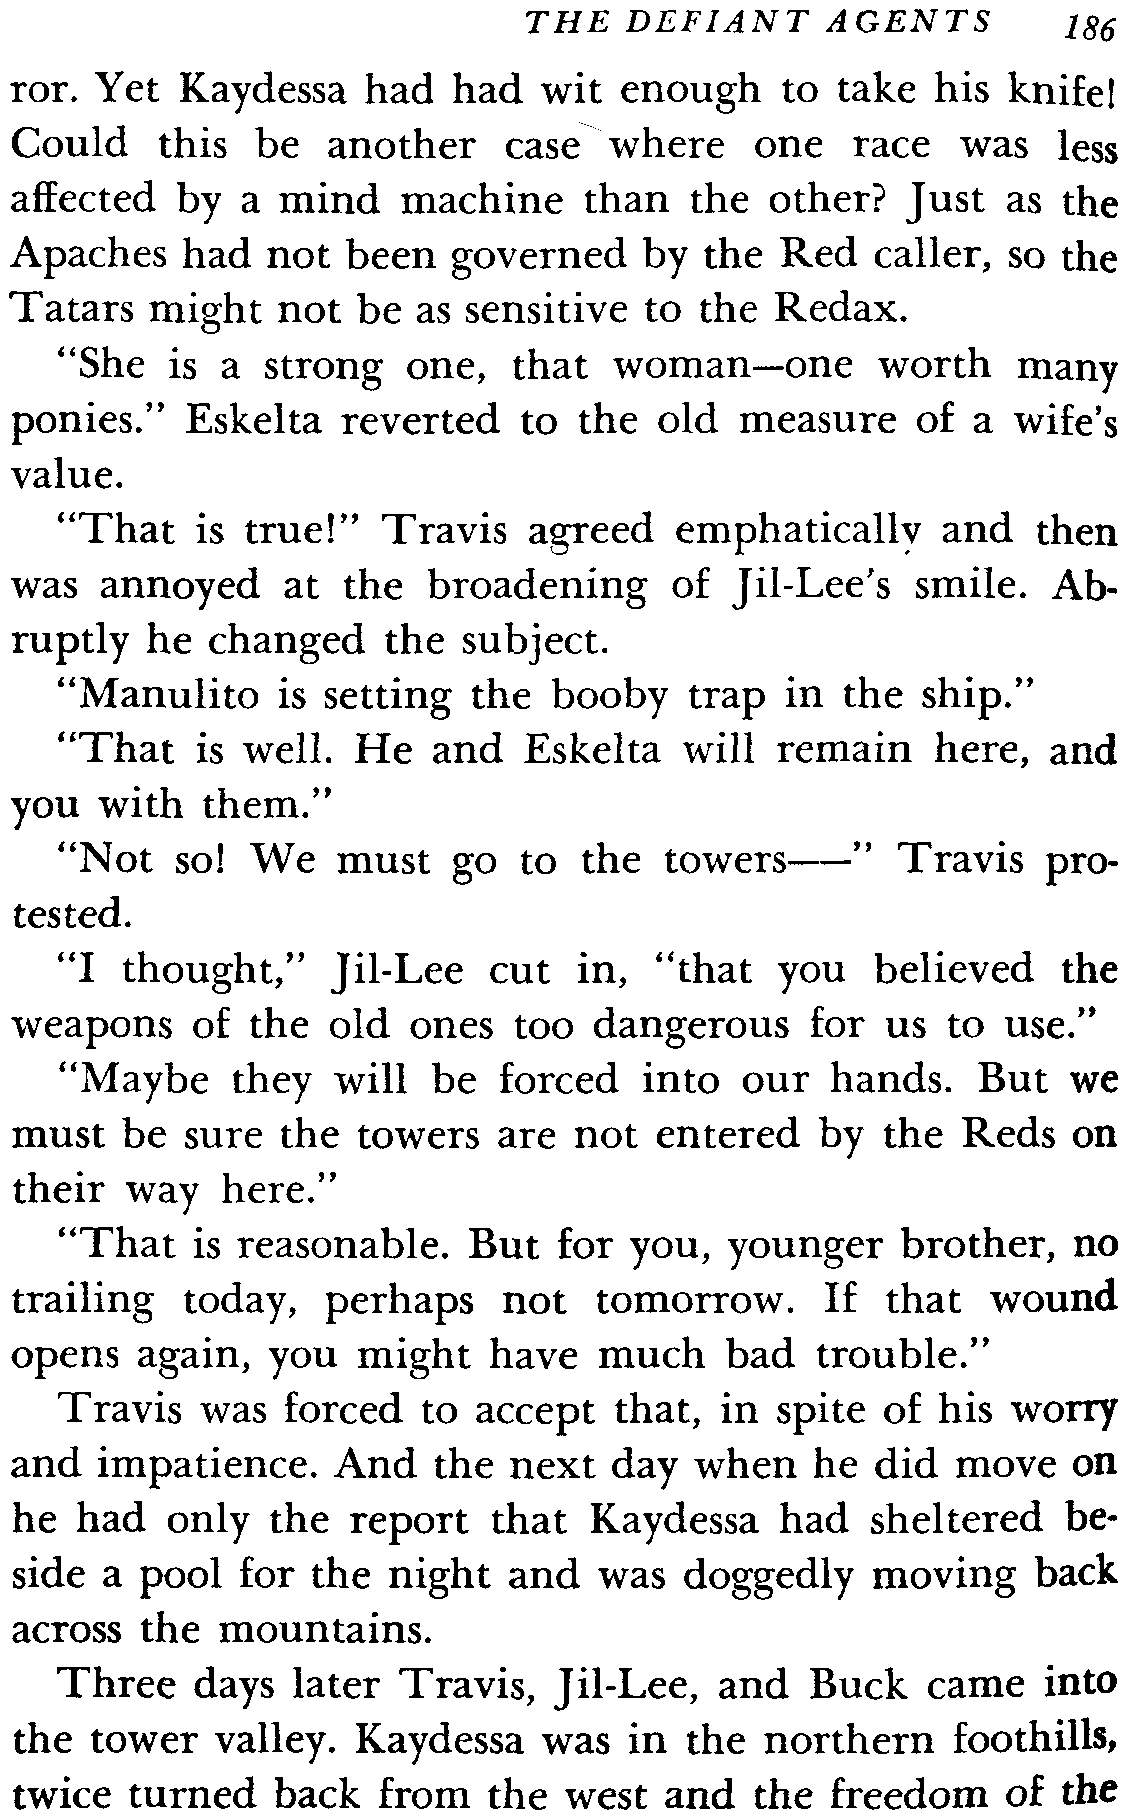 THE DEFIANT AGENTS 186
ror. Yet Kaydessa had had wit enough to take his knife!
Could this be another case where one race was less
affected by a mind machine than the other? Just as the
Apaches had not been governed by the Red caller, so the
Tatars might not be as sensitive to the Redax.
“She is a strong one, that woman—one worth many
ponies.” Eskelta reverted to the old measure of a wife's
value.
“That is true!” Travis agreed emphatically and then
was annoyed at the broadening of Jil-Lee's smile. Ab-
ruptly he changed the subject.
“Manulito is setting the booby trap in the ship.”
“That is well. He and Eskelta will remain here, and
you with them.”
“Not so! We must go to the towers——” Travis pro-
tested.
“I thought,” Jil-Lee cut in, “that you believed the
weapons of the old ones too dangerous for us to use.”
“Maybe they will be forced into our hands. But we
must be sure the towers are not entered by the Reds on
their way here.”
“That is reasonable. But for you, younger brother, no
trailing today, perhaps not tomorrow. If that wound
opens again, you might have much bad trouble.”
Travis was forced to accept that, in spite of his worry
and impatience. And the next day when he did move on
he had only the report that Kaydessa had sheltered be-
side a pool for the night and was doggedly moving back
across the mountains.
Three days later Travis, Jil-Lee, and Buck came into
the tower valley. Kaydessa was in the northern foothills,
twice turned back from the west and the freedom of the